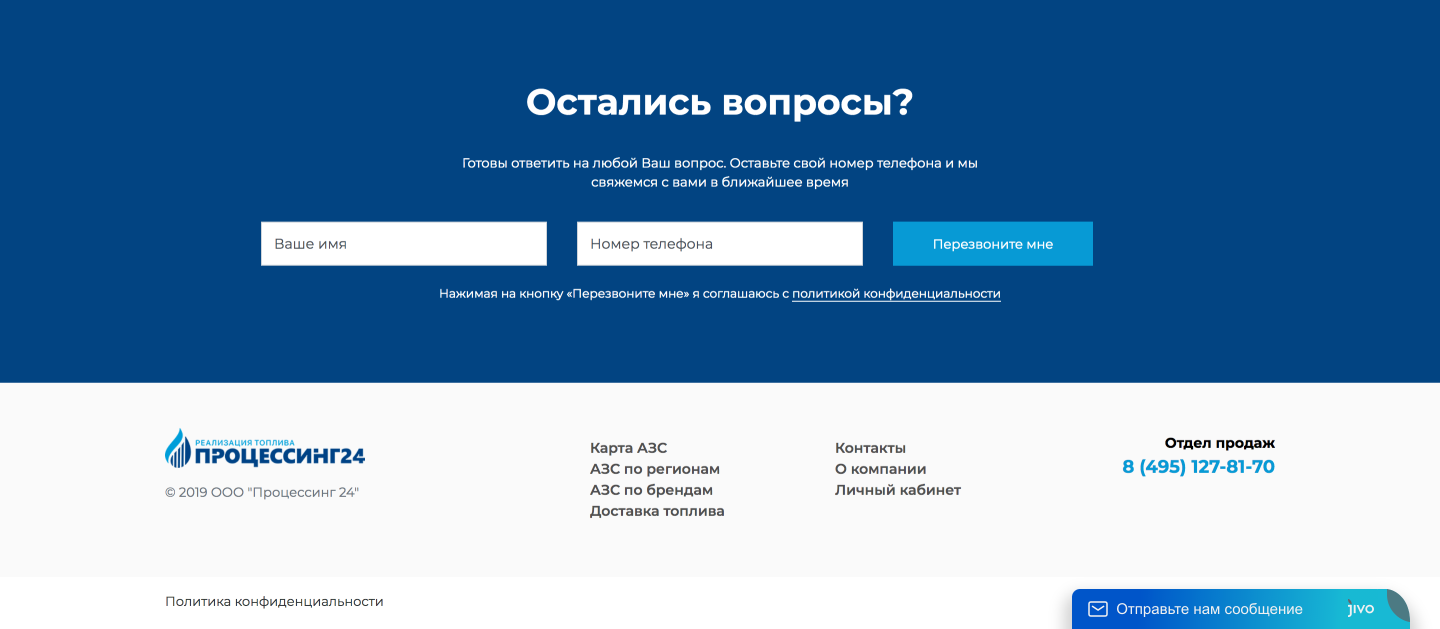 Остались вопросы?
Готовы ответить на любой Ваш вопрос. Оставьте свой номер телефона и мы
свяжемся с вами в ближайшее время
Ваше имя
Номер телефона
Перезвоните мне
Нажимая на кнопку «Перезвоните мне» я соглашаюсь с политикой конфиденциальности
РЕАЛИЗАЦИЯ ТОПЛИВА
ПРОЦЕССИНГ24
© 2019 ООО "Процессинг 24"
Карта АЗС
АЗС по регионам
АЗС по брендам
Доставка топлива
Контакты
О компании
Личный кабинет
Отдел продаж
8 (495) 127-81-70
Политика конфиденциальности
Отправьте нам сообщение
jivo